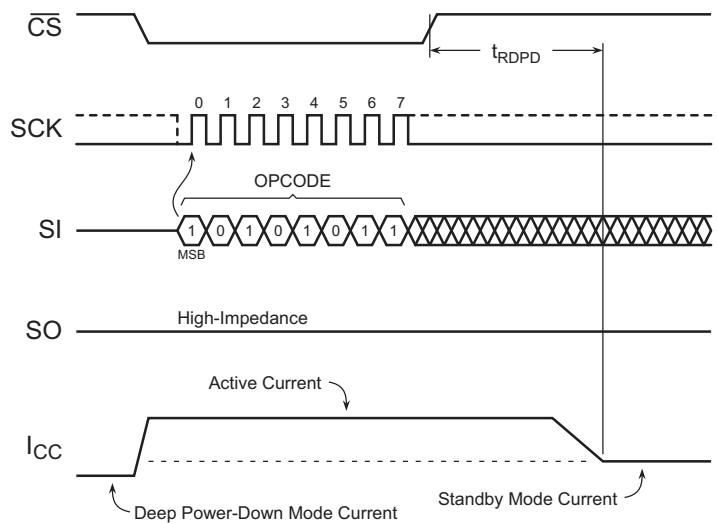 CS
tRDPD
0 1 2 3 4 5 6 7
SCK
OPCODE
SI
1 0 1 0 1 0 1 1
MSB
SO
High-Impedance
Active Current
ICC
Deep Power-Down Mode Current
Standby Mode Current